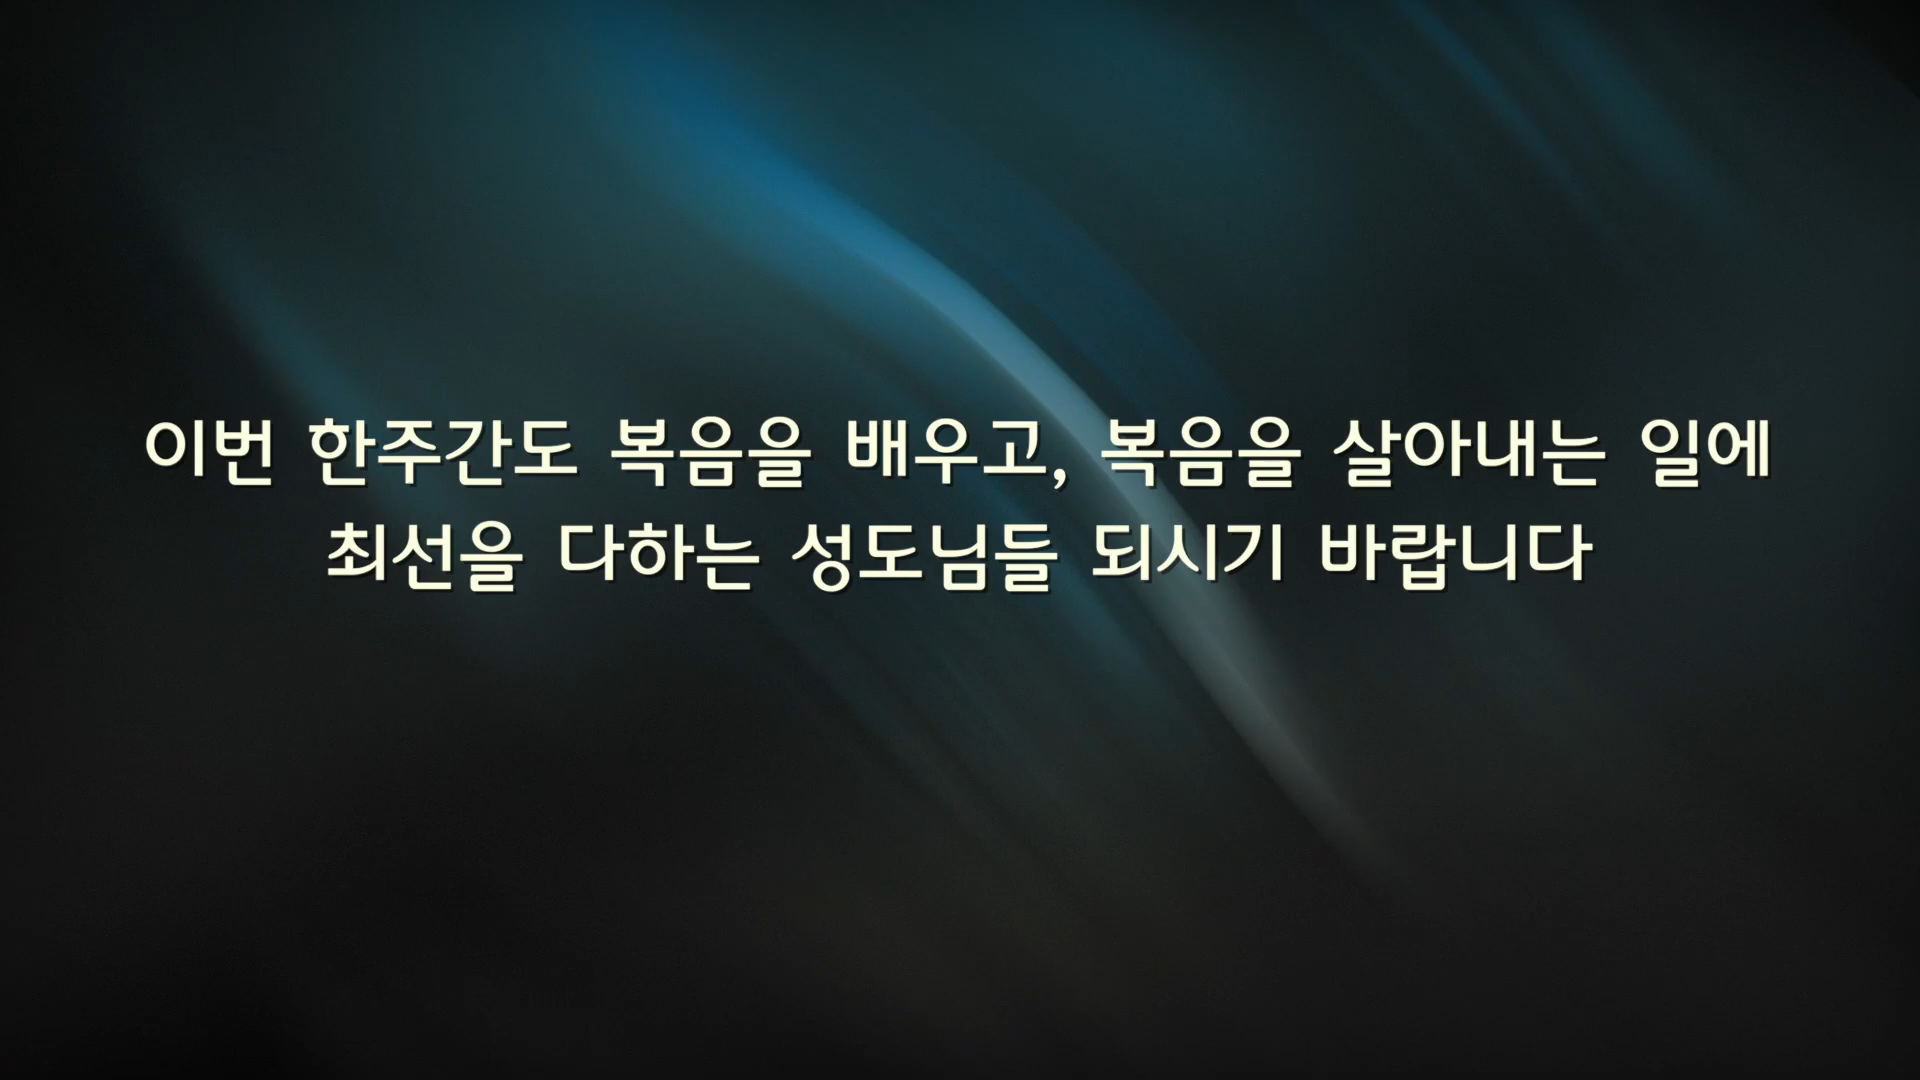 이번 한주간도 복음을 배우고, 복음을 살아내는 일에
최선을 다하는 성도님들 되시기 바랍니다